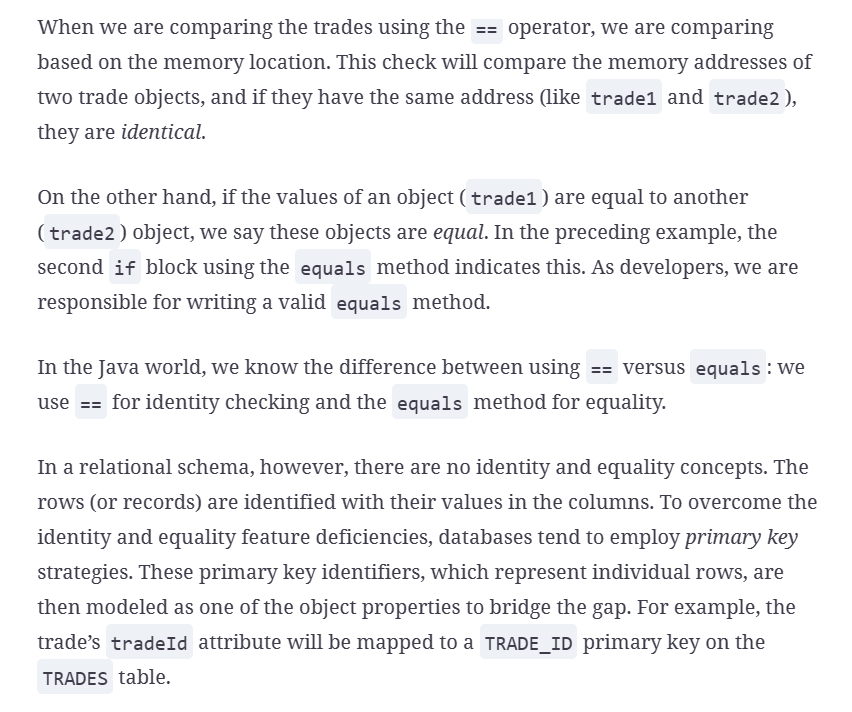 When we are comparing the trades using the == operator, we are comparing
based on the memory location. This check will compare the memory addresses of
two trade objects, and if they have the same address (like trade1 and trade2),
they are identical.
On the other hand, if the values of an object (trade1) are equal to another
(trade2) object, we say these objects are equal. In the preceding example, the
second if block using the equals method indicates this. As developers, we are
responsible for writing a valid equals method.
In the Java world, we know the difference between using == versus equals: we
use == for identity checking and the equals method for equality.
In a relational schema, however, there are no identity and equality concepts. The
rows (or records) are identified with their values in the columns. To overcome the
identity and equality feature deficiencies, databases tend to employ primary key
strategies. These primary key identifiers, which represent individual rows, are
then modeled as one of the object properties to bridge the gap. For example, the
trade’s tradeId attribute will be mapped to a TRADE_ID primary key on the
TRADES table.